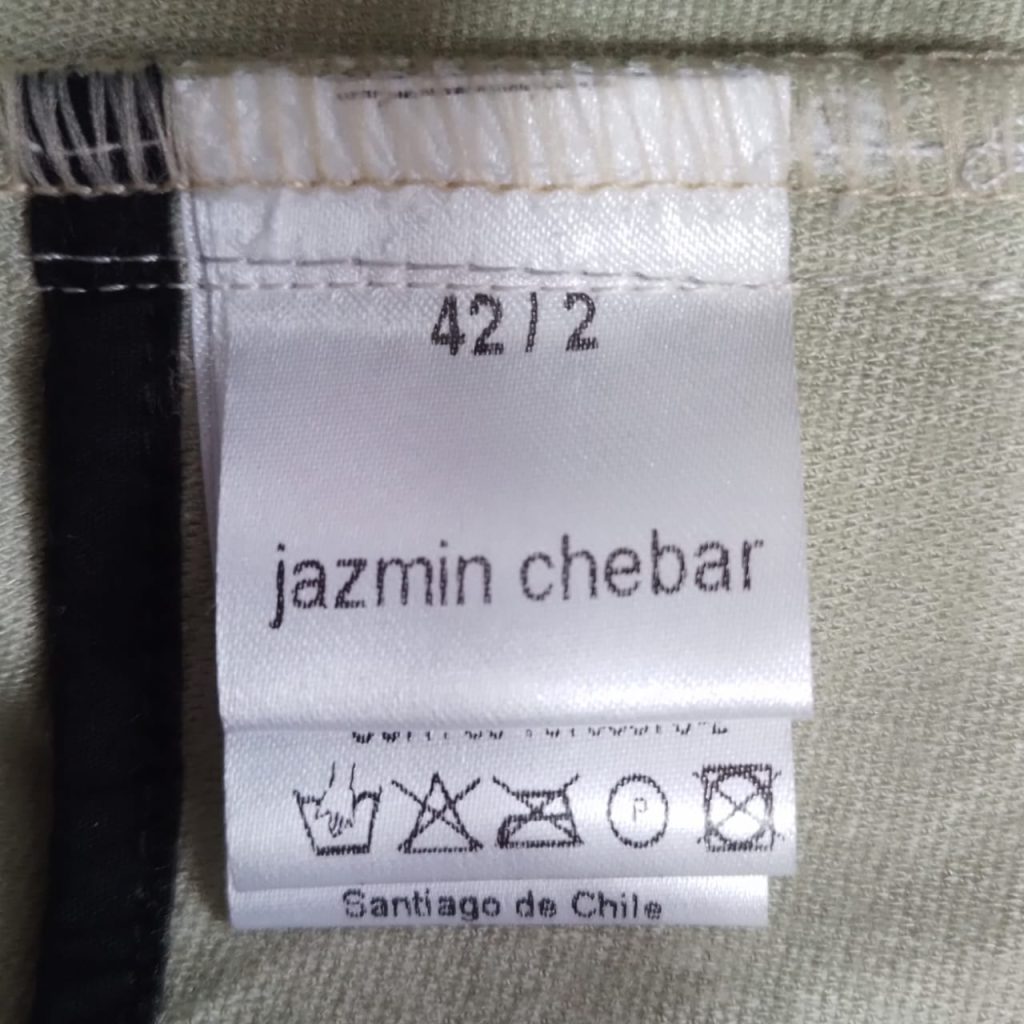 42 / 2
jazmin chebar
P
Santiago de Chile